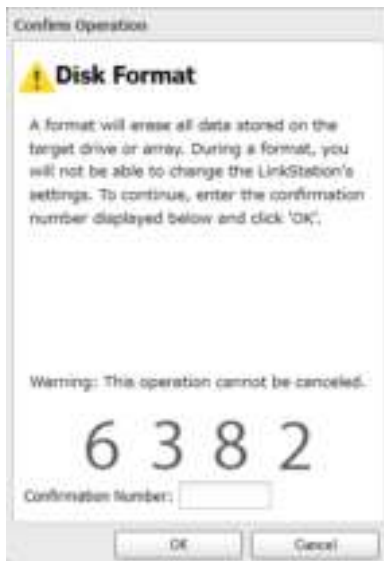 Confirm Operation
Disk Format
A format will erase all data stored on the
target drive or array. During a format, you
will not be able to change the LinkStation's
settings. To continue, enter the confirmation
number displayed below and click 'OK'.
Warning: This operation cannot be canceled.
6 3 8 2
Confirmation Number:
OK Cancel